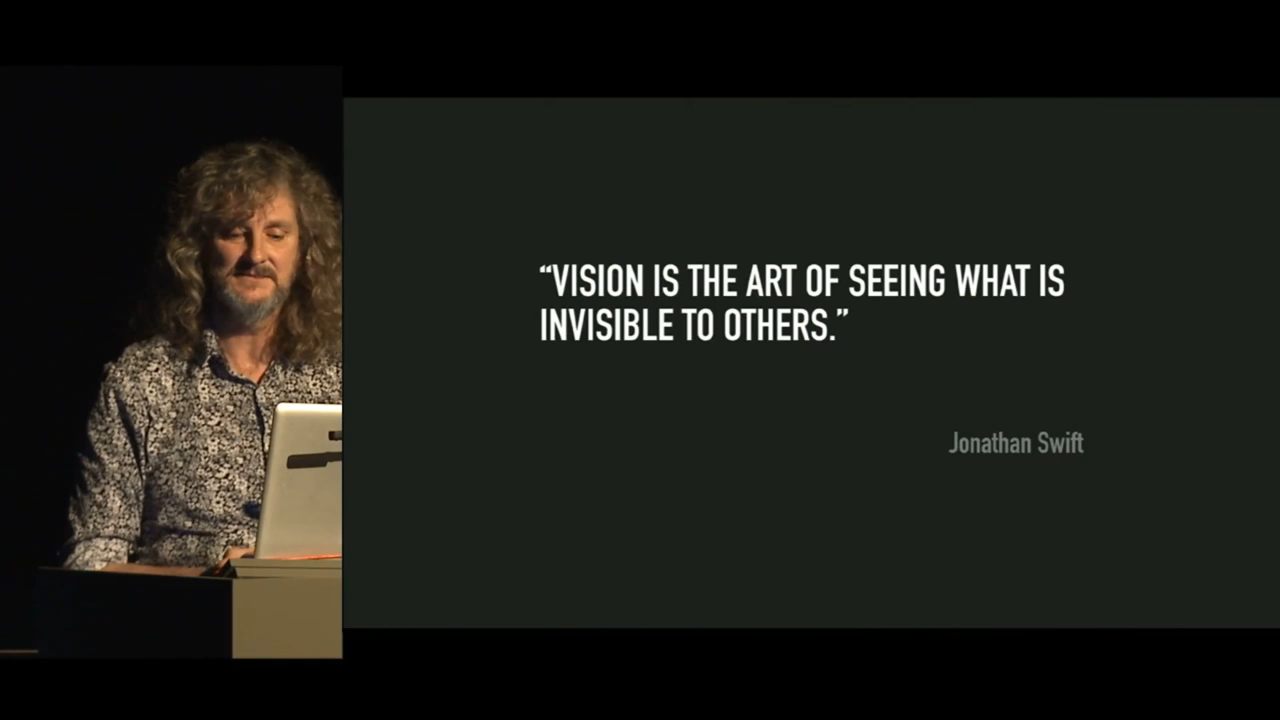 “VISION IS THE ART OF SEEING WHAT IS
INVISIBLE TO OTHERS.”
Jonathan Swift